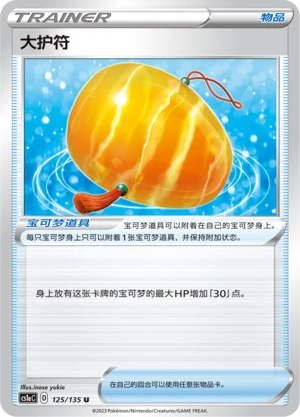 TRAINER 物品
大护符
宝可梦道具 宝可梦道具可以附着在自己的宝可梦身上。
每只宝可梦身上只可以附着1张宝可梦道具,并保持附加状态。
身上放有这张卡牌的宝可梦的最大HP增加「30」点。
Illus.inose yukie
CS1aC D 125/135 U
在自己的回合可以使用任意张物品卡。
©2023 Pokémon/Nintendo/Creatures/GAME FREAK.